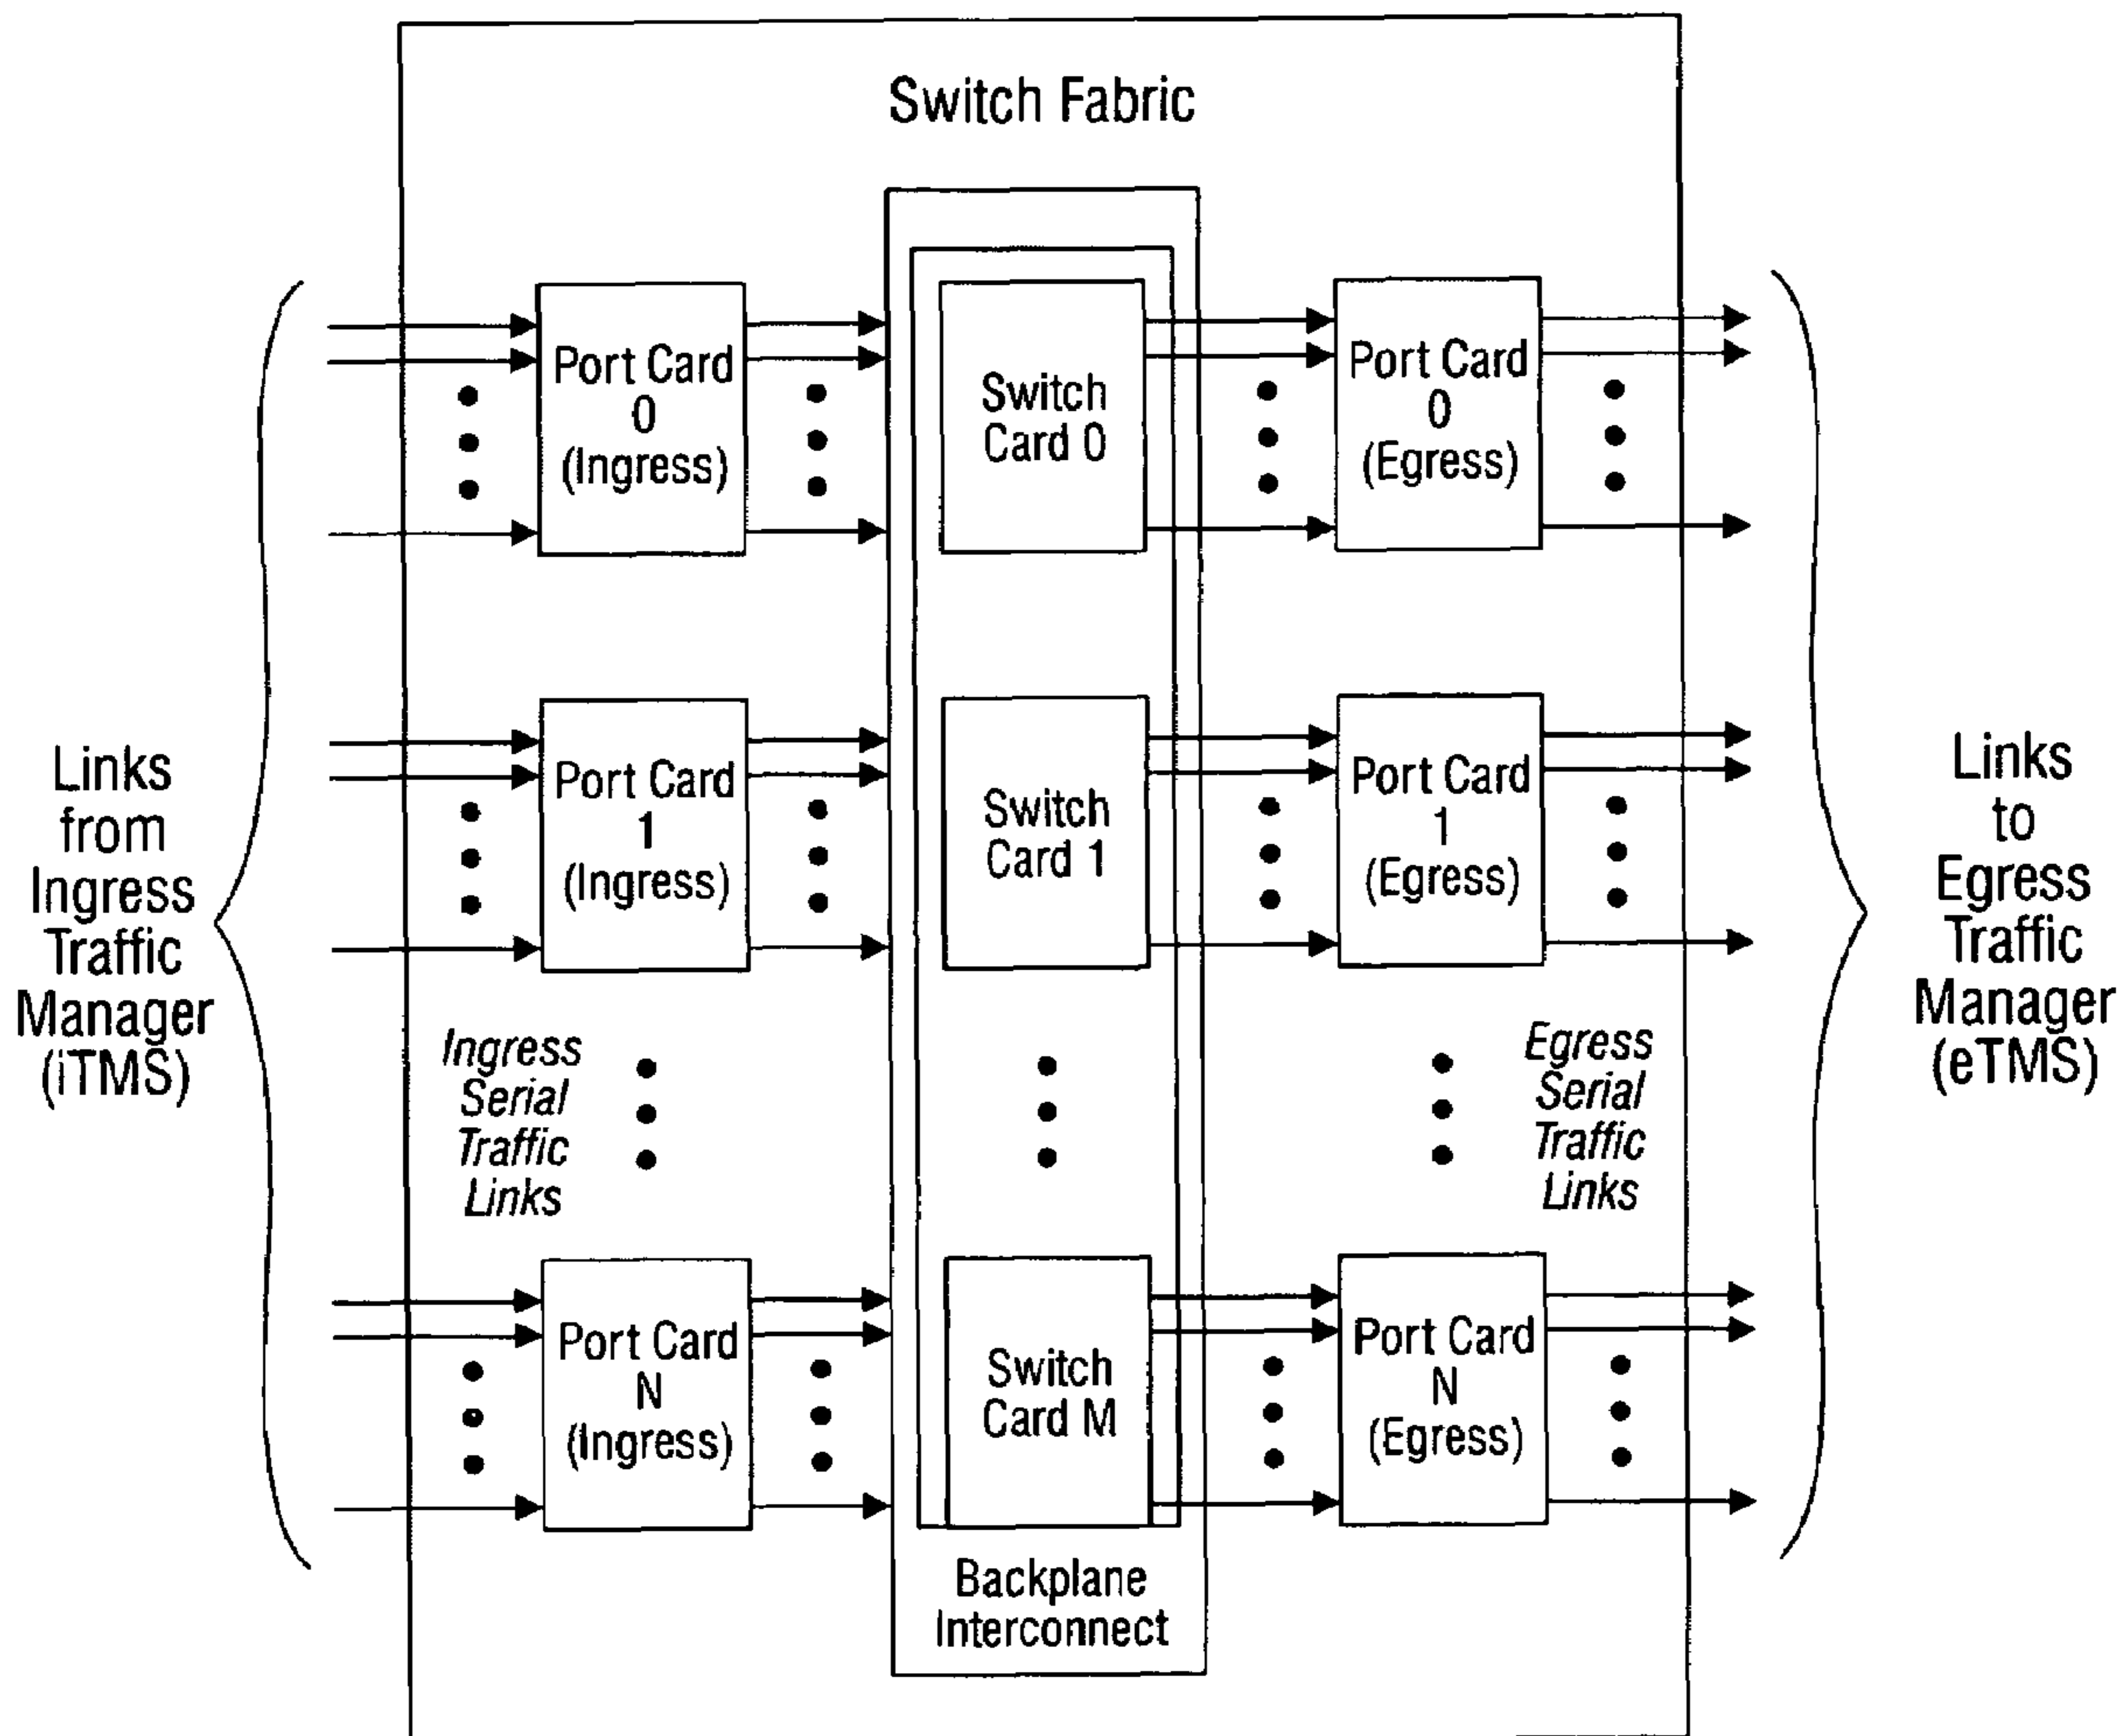 Switch Fabric
Links
from
Ingress
Traffic
Manager
(iTMS)
Port Card
0
(Ingress)
Switch
Card 0
Port Card
0
(Egress)
Port Card
1
(Ingress)
Switch
Card 1
Port Card
1
(Egress)
Links
to
Egress
Traffic
Manager
(eTMS)
Ingress
Serial
Traffic
Links
Egress
Serial
Traffic
Links
Port Card
N
(Ingress)
Switch
Card M
Port Card
N
(Egress)
Backplane
Interconnect